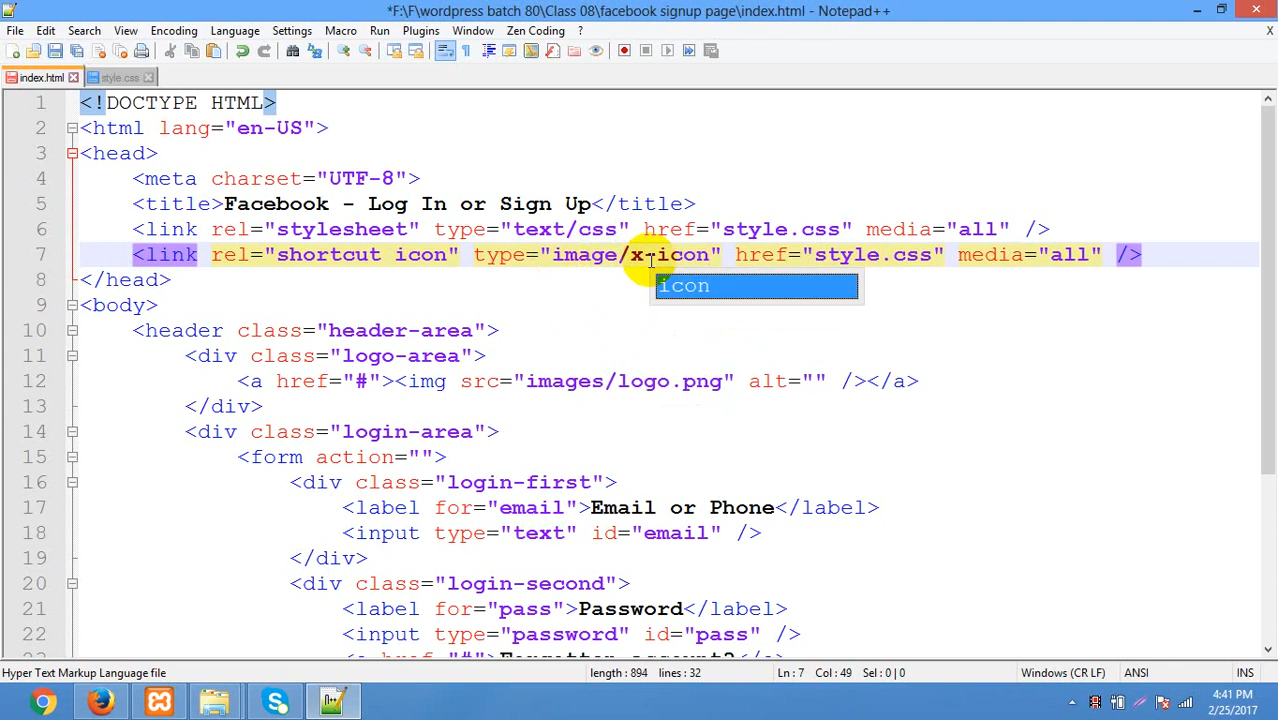 *F:\F\wordpress batch 80\Class 08\facebook signup page\index.html - Notepad++
File Edit Search View Encoding Language Settings Macro Run Plugins Window Zen Coding ? X
index.html style.css
1 <!DOCTYPE HTML>
2 <html lang="en-US">
3 <head>
4 <meta charset="UTF-8">
5 <title>Facebook - Log In or Sign Up</title>
6 <link rel="stylesheet" type="text/css" href="style.css" media="all" />
7 <link rel="shortcut icon" type="image/x-icon" href="style.css" media="all" />
icon
8 </head>
9 <body>
10 <header class="header-area">
11 <div class="logo-area">
12 <a href="#"><img src="images/logo.png" alt="" /></a>
13 </div>
14 <div class="login-area">
15 <form action="">
16 <div class="login-first">
17 <label for="email">Email or Phone</label>
18 <input type="text" id="email" />
19 </div>
20 <div class="login-second">
21 <label for="pass">Password</label>
22 <input type="password" id="pass" />
23 <a href="#">Forgotten account?</a>
Hyper Text Markup Language file length : 894 lines : 32 Ln : 7 Col : 49 Sel : 0 | 0 Windows (CR LF) ANSI INS
4:41 PM
2/25/2017